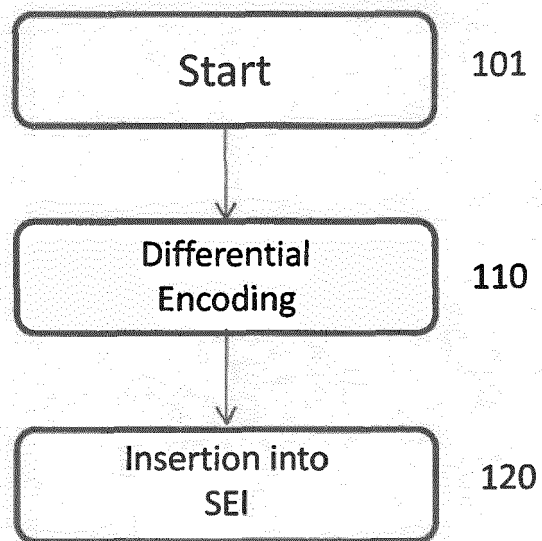 Start
101
Differential
Encoding
110
Insertion into
SEI
120